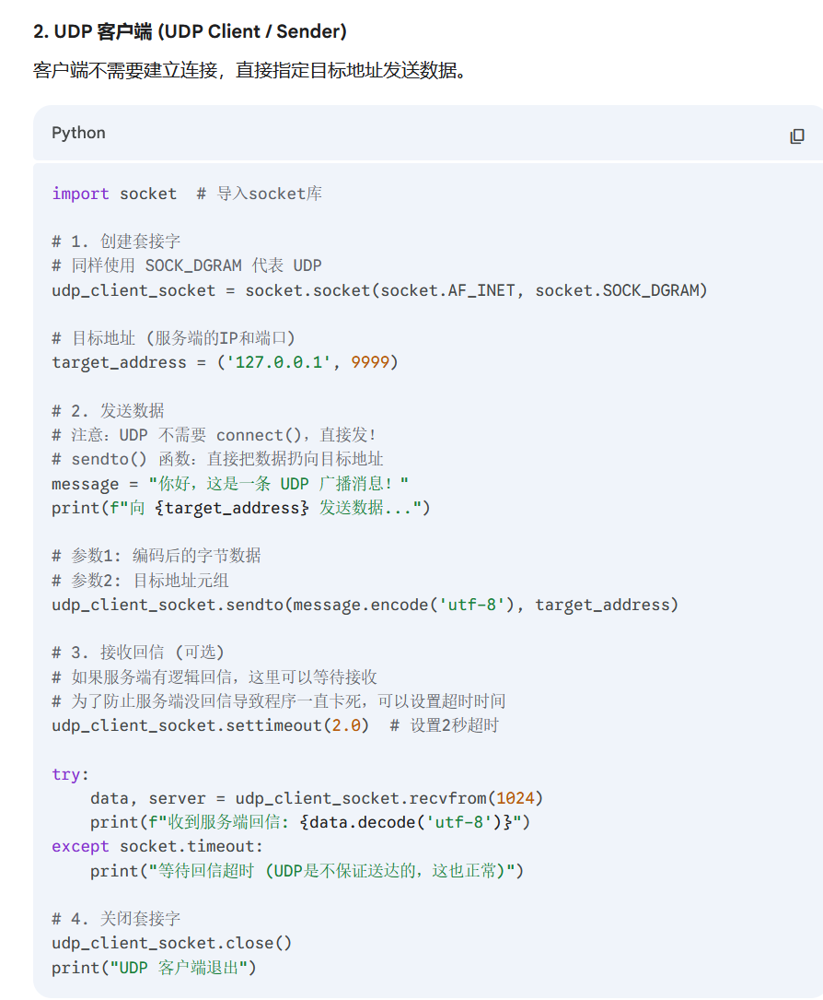 2. UDP 客户端 (UDP Client / Sender)
客户端不需要建立连接，直接指定目标地址发送数据。
Python
import socket  # 导入socket库
# 1. 创建套接字
# 同样使用 SOCK_DGRAM 代表 UDP
udp_client_socket = socket.socket(socket.AF_INET, socket.SOCK_DGRAM)
# 目标地址 (服务端的IP和端口)
target_address = ('127.0.0.1', 9999)
# 2. 发送数据
# 注意：UDP 不需要 connect()，直接发！
# sendto() 函数：直接把数据扔向目标地址
message = "你好，这是一条 UDP 广播消息！"
print(f"向 {target_address} 发送数据...")
# 参数1: 编码后的字节数据
# 参数2: 目标地址元组
udp_client_socket.sendto(message.encode('utf-8'), target_address)
# 3. 接收回信 (可选)
# 如果服务端有逻辑回信，这里可以等待接收
# 为了防止服务端没回信导致程序一直卡死，可以设置超时时间
udp_client_socket.settimeout(2.0)  # 设置2秒超时
try:
    data, server = udp_client_socket.recvfrom(1024)
    print(f"收到服务端回信: {data.decode('utf-8')}")
except socket.timeout:
    print("等待回信超时 (UDP是不保证送达的，这也正常)")
# 4. 关闭套接字
udp_client_socket.close()
print("UDP 客户端退出")